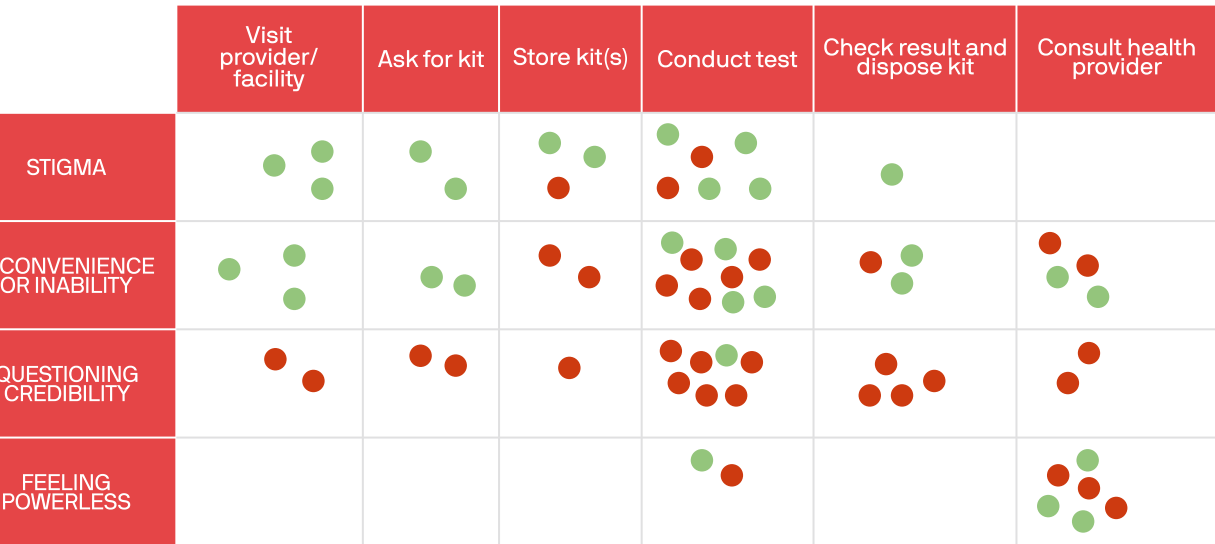 Visit
provider/
facility
Ask for kit
Store kit(s)
Conduct test
Check result and
dispose kit
Consult health
provider
STIGMA
CONVENIENCE
OR INABILITY
QUESTIONING
CREDIBILITY
FEELING
POWERLESS